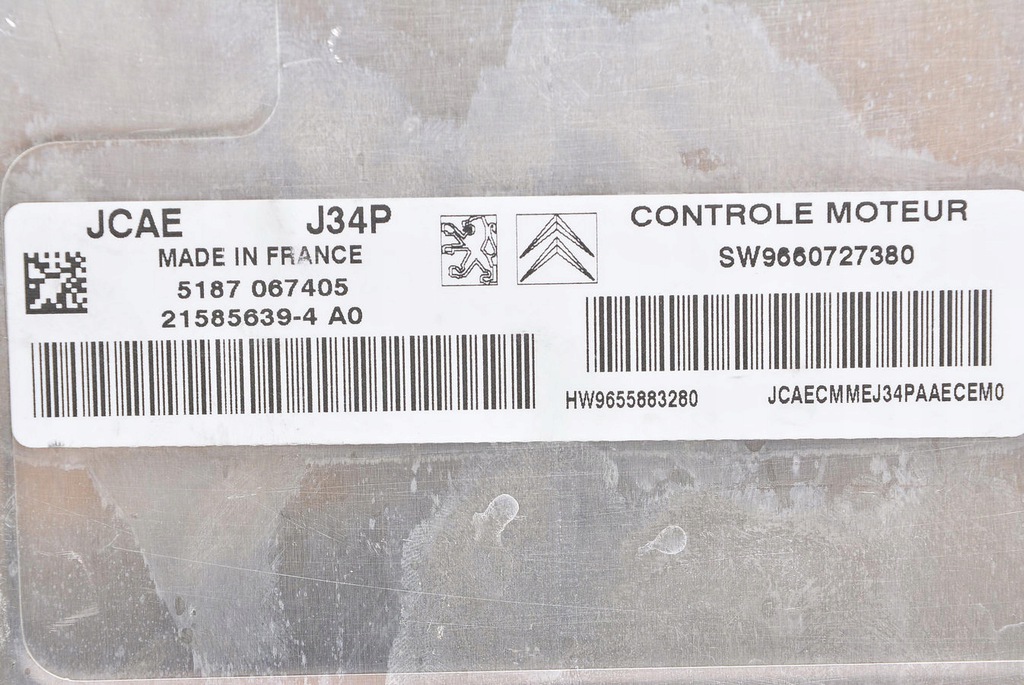 JCAE J34P
MADE IN FRANCE
5187 067405
21585639-4 A0
CONTROLE MOTEUR
SW9660727380
HW9655883280 JCAECMMEJ34PAAECEM0